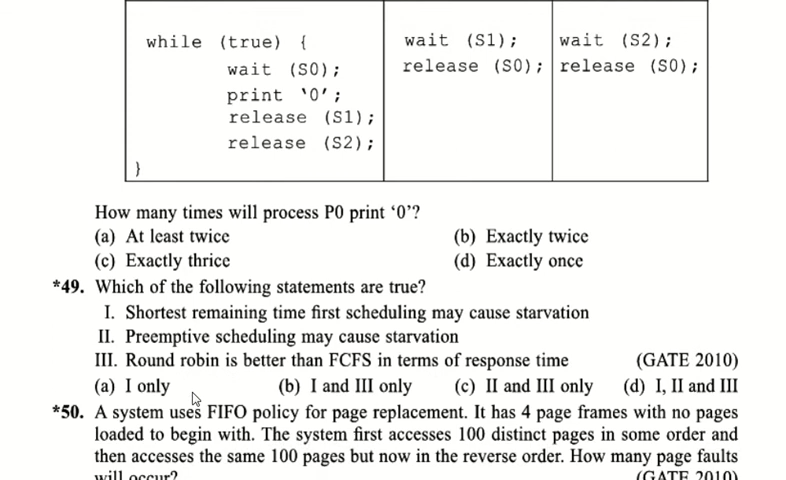 while (true) {
wait (S0);
print ‘0’;
release (S1);
release (S2);
}
wait (S1);
release (S0);
wait (S2);
release (S0);
How many times will process P0 print ‘0’?
(a) At least twice (b) Exactly twice
(c) Exactly thrice (d) Exactly once
*49. Which of the following statements are true?
I. Shortest remaining time first scheduling may cause starvation
II. Preemptive scheduling may cause starvation
III. Round robin is better than FCFS in terms of response time (GATE 2010)
(a) I only (b) I and III only (c) II and III only (d) I, II and III
*50. A system uses FIFO policy for page replacement. It has 4 page frames with no pages
loaded to begin with. The system first accesses 100 distinct pages in some order and
then accesses the same 100 pages but now in the reverse order. How many page faults
will occur? (GATE 2010)